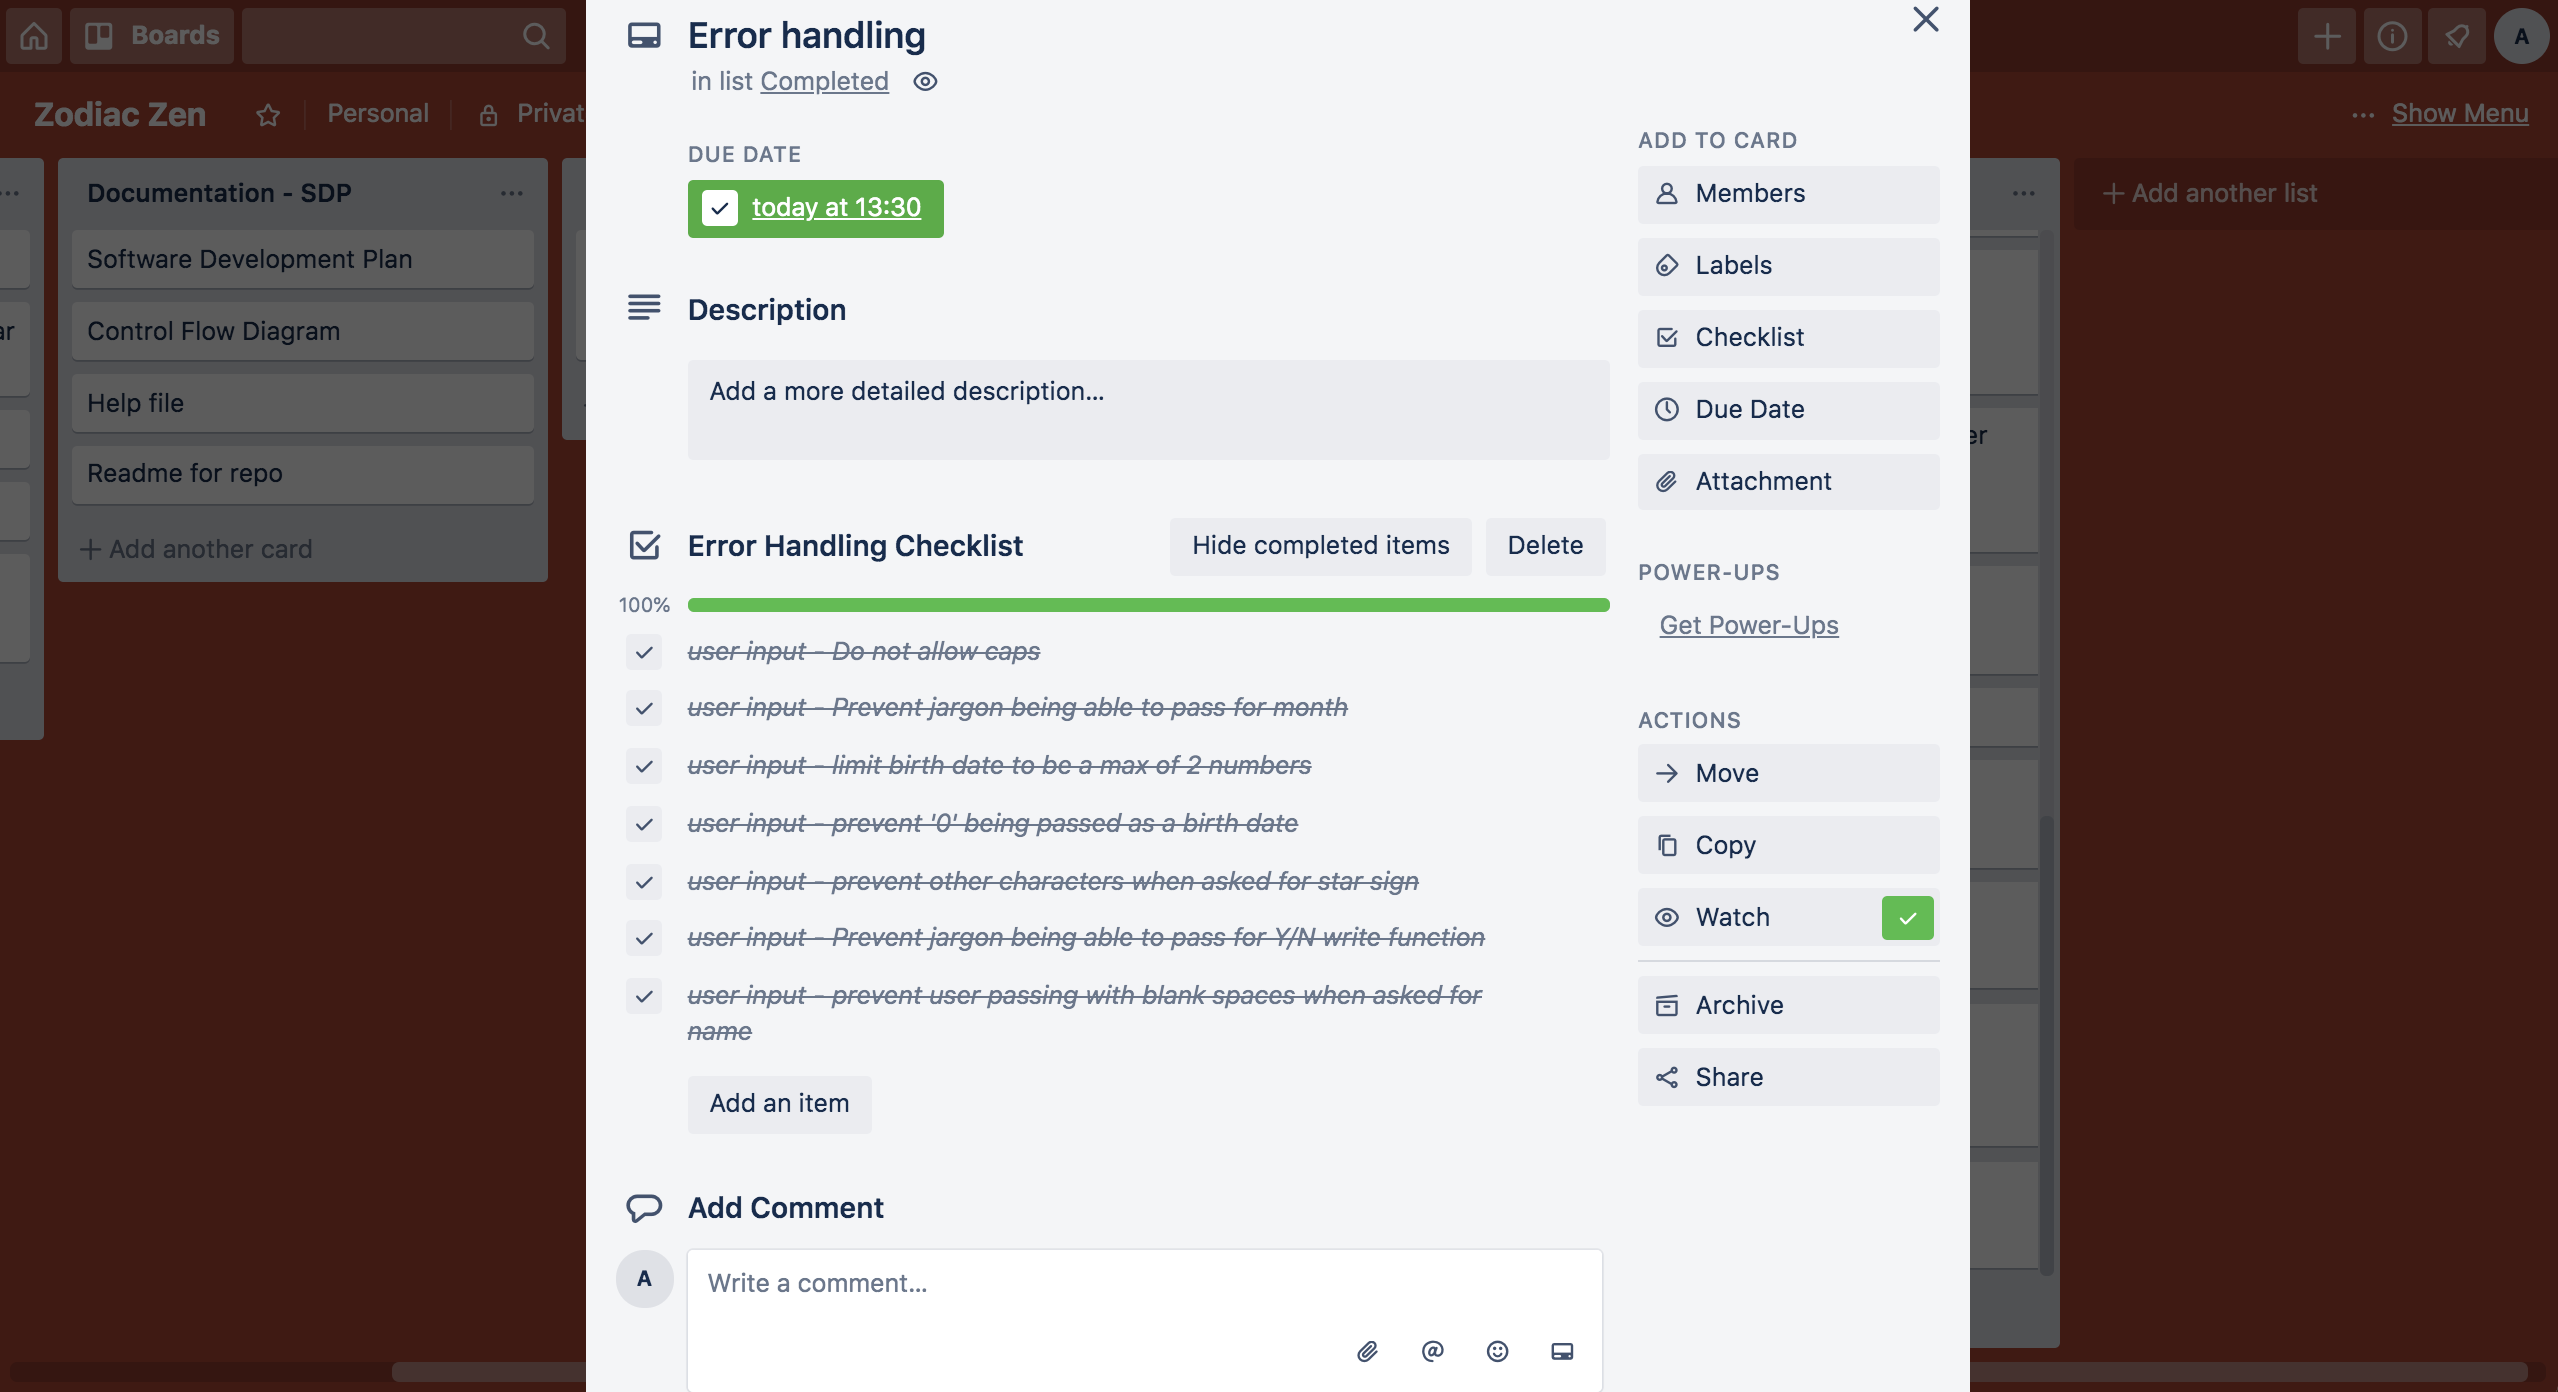 Boards
A
Zodiac Zen
Personal
Privat
Show Menu
Documentation - SDP
Software Development Plan
Control Flow Diagram
Help file
Readme for repo
Add another card
ar
Error handling
in list Completed
DUE DATE
today at 13:30
Description
Add a more detailed description...
Error Handling Checklist
Hide completed items
Delete
100%
user input - Do not allow caps
user input - Prevent jargon being able to pass for month
user input - limit birth date to be a max of 2 numbers
user input - prevent '0' being passed as a birth date
user input - prevent other characters when asked for star sign
user input - Prevent jargon being able to pass for Y/N write function
user input - prevent user passing with blank spaces when asked for
name
Add an item
Add Comment
A
Write a comment...
ADD TO CARD
Members
Labels
Checklist
Due Date
Attachment
POWER-UPS
Get Power-Ups
ACTIONS
Move
Copy
Watch
Archive
Share
er
Add another list